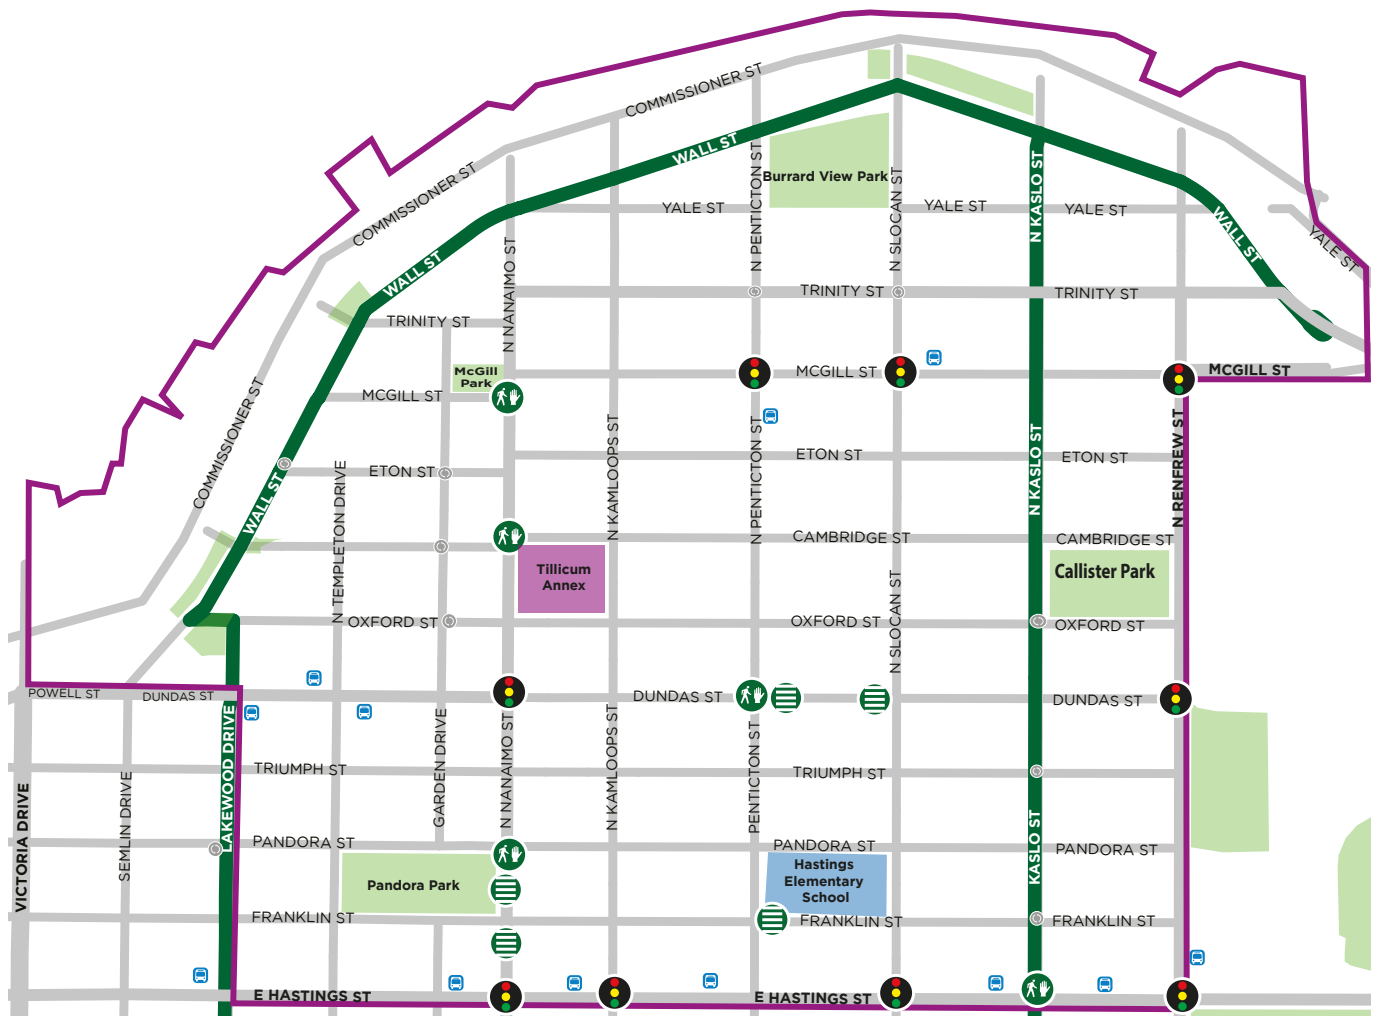 COMMISSIONER ST
WALL ST
COMMISSIONER ST
WALL ST
N PENTICTON ST
Burrard View Park
N SLOCAN ST
N KASLO ST
YALE ST
YALE ST
YALE ST
WALL ST
YALE ST
N NANAIMO ST
TRINITY ST
TRINITY ST
TRINITY ST
McGill
Park
MCGILL ST
MCGILL ST
MCGILL ST
COMMISSIONER ST
WALL ST
ETON ST
ETON ST
ETON ST
N KAMLOOPS ST
N PENTICTON ST
N KASLO ST
N RENFREW ST
N TEMPLETON DRIVE
CAMBRIDGE ST
CAMBRIDGE ST
Tillicum
Annex
Callister Park
N SLOCAN ST
OXFORD ST
OXFORD ST
OXFORD ST
POWELL ST
DUNDAS ST
DUNDAS ST
DUNDAS ST
LAKEWOOD DRIVE
GARDEN DRIVE
N NANAIMO ST
N KAMLOOPS ST
PENTICTON ST
TRIUMPH ST
TRIUMPH ST
VICTORIA DRIVE
SEMLIN DRIVE
KASLO ST
PANDORA ST
PANDORA ST
PANDORA ST
Pandora Park
Hastings
Elementary
School
FRANKLIN ST
FRANKLIN ST
FRANKLIN ST
E HASTINGS ST
E HASTINGS ST